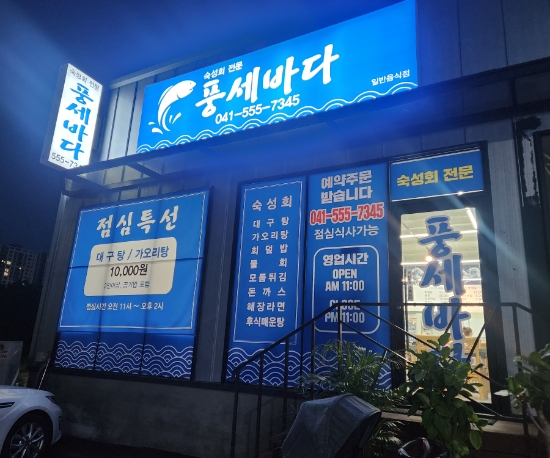 숙성회 전문
풍세바다
041-555-7345
일반음식점
숙성회 전문
풍세바다
555-73
점심특선
대구탕 / 가오리탕
10,000원
점심시간 오전 11시 ~ 오후 2시
숙성회
대구탕
가오리탕
회덮밥
물회
모듬튀김
돈까스
해장라면
후식매운탕
예약주문
받습니다
041-555-7345
점심식사가능
영업시간
OPEN
AM 11:00
CLOSE
PM 11:00
숙성회 전문
풍세바다